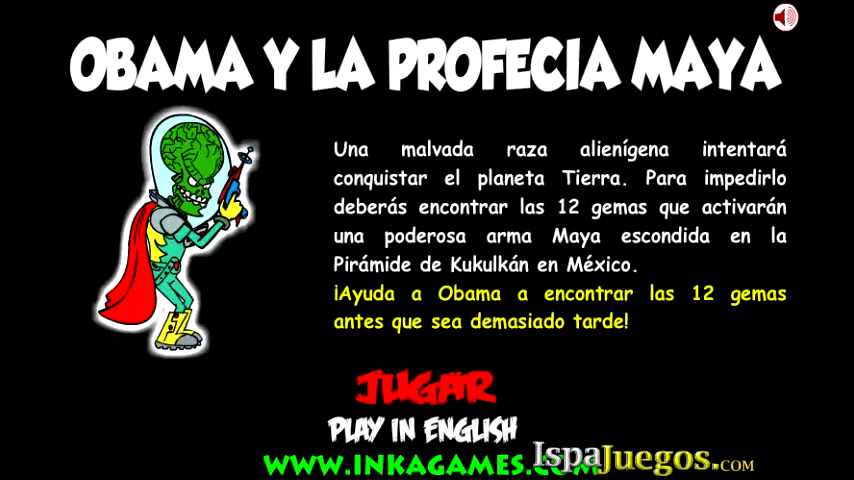 OBAMA Y LA PROFECIA MAYA
Una malvada raza alienígena intentará
conquistar el planeta Tierra. Para impedirlo
deberás encontrar las 12 gemas que activarán
una poderosa arma Maya escondida en la
Pirámide de Kukulkán en México.
¡Ayuda a Obama a encontrar las 12 gemas
antes que sea demasiado tarde!
JUGAR
PLAY IN ENGLISH
WWW.INKAGAMES.COM
IspaJuegos.COM